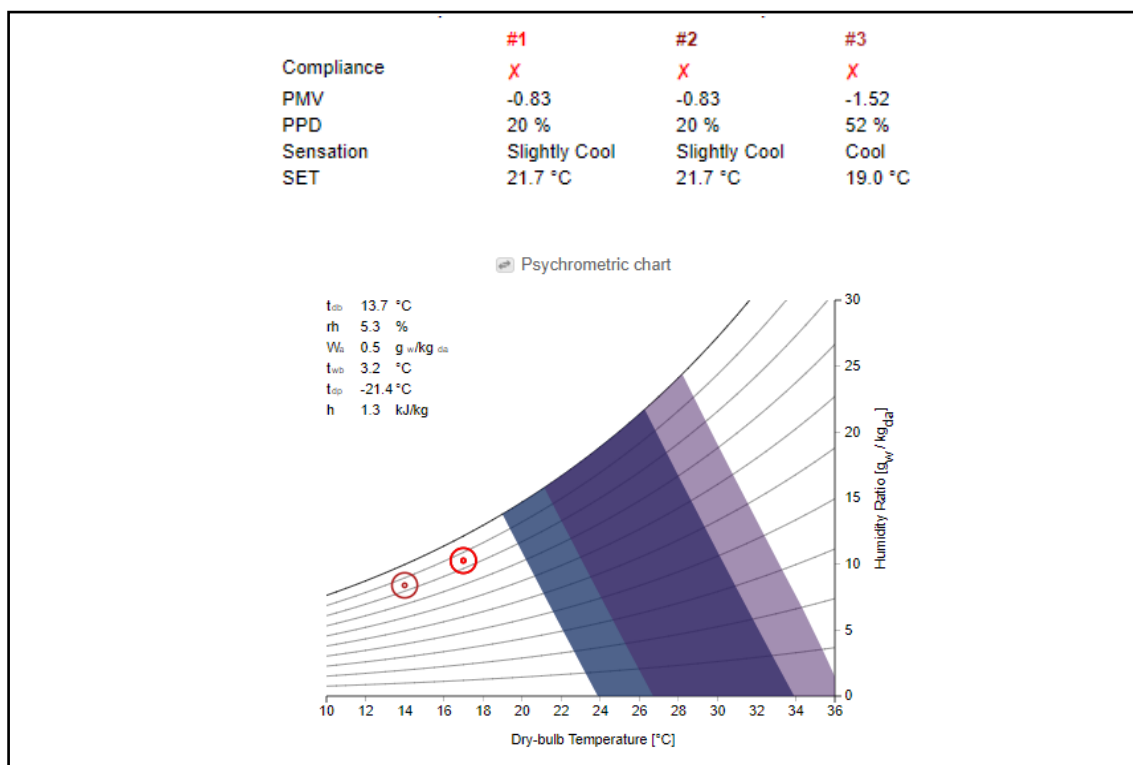 #1 #2 #3
Compliance X X X
PMV -0.83 -0.83 -1.52
PPD 20 % 20 % 52 %
Sensation Slightly Cool Slightly Cool Cool
SET 21.7 °C 21.7 °C 19.0 °C
Psychrometric chart
tdb 13.7 °C
rh 5.3 %
Wa 0.5 g w/kg da
twb 3.2 °C
tdp -21.4 °C
h 1.3 kJ/kg
30
25
20
15
10
5
0
Humidity Ratio [gw / kgda]
10 12 14 16 18 20 22 24 26 28 30 32 34 36
Dry-bulb Temperature [°C]